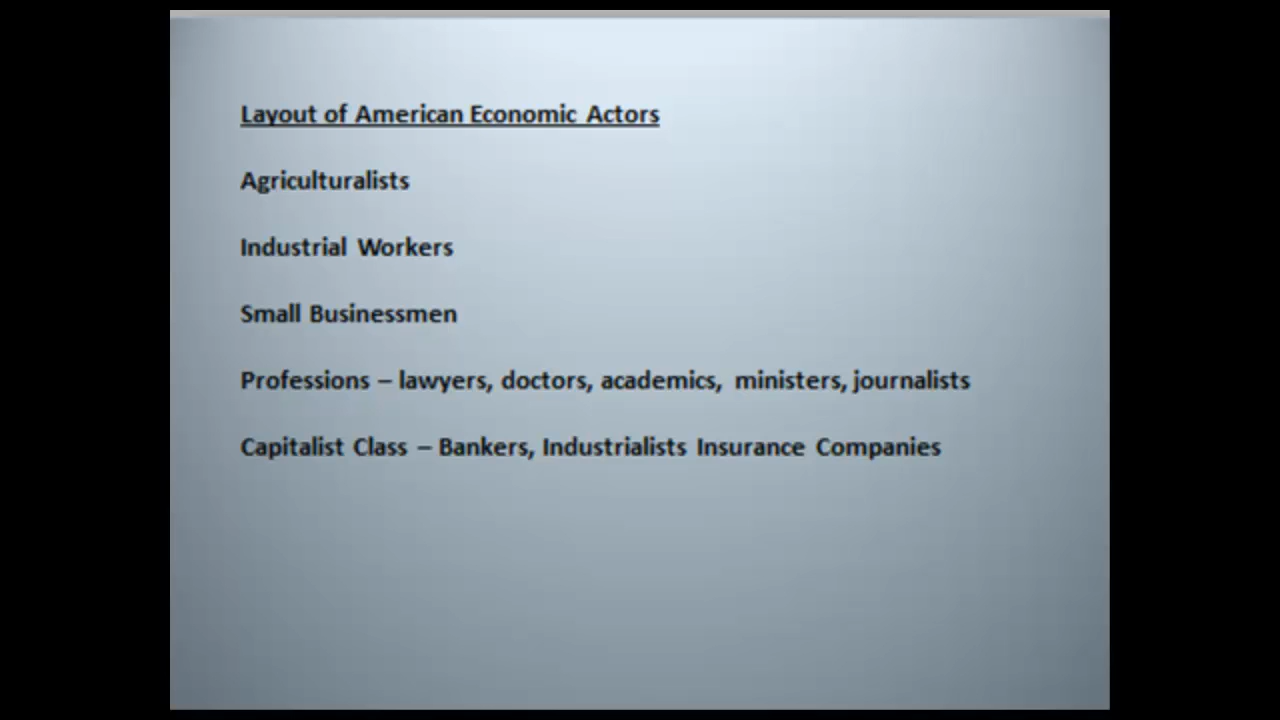 Layout of American Economic Actors
Agriculturalists
Industrial Workers
Small Businessmen
Professions – lawyers, doctors, academics, ministers, journalists
Capitalist Class – Bankers, Industrialists Insurance Companies